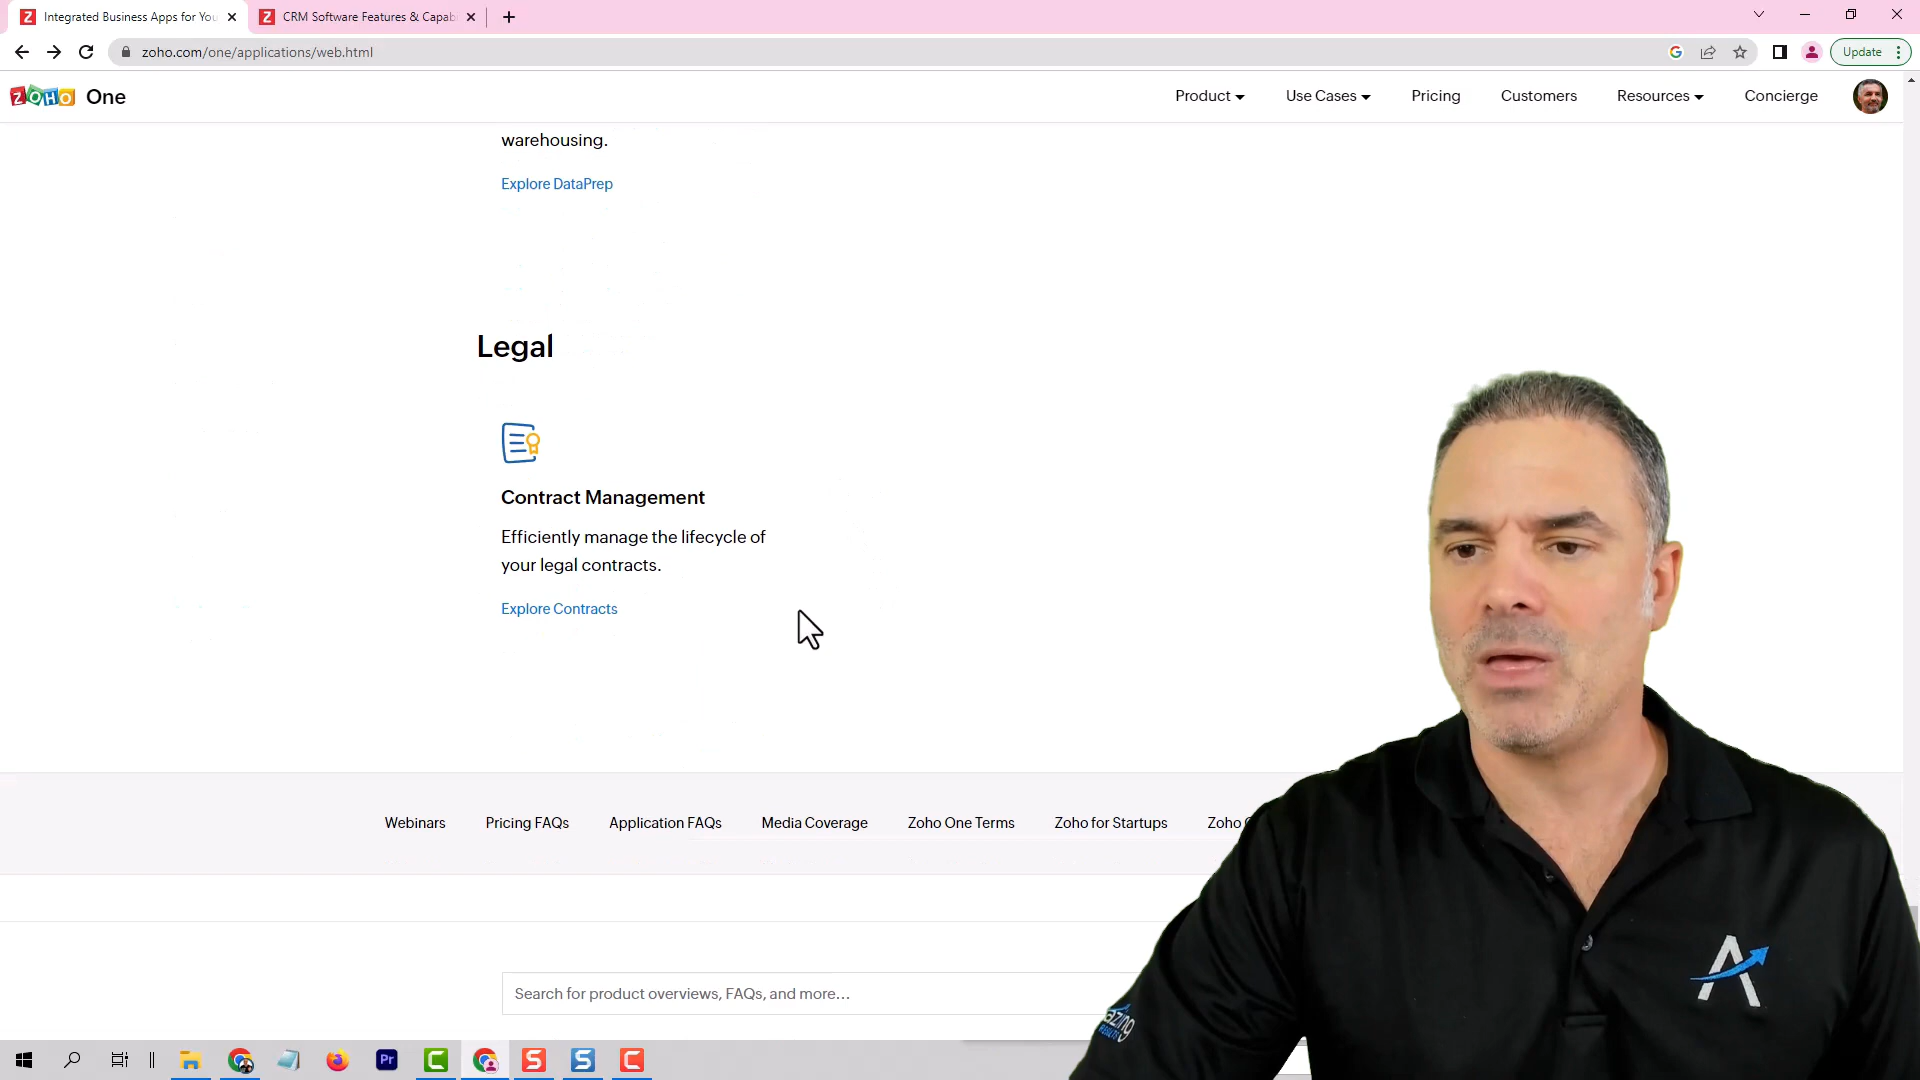 Integrated Business Apps for You
CRM Software Features & Capabi
zoho.com/one/applications/web.html
Update
ZOHO One
Product
Use Cases
Pricing
Customers
Resources
Concierge
warehousing.
Explore DataPrep
Legal
Contract Management
Efficiently manage the lifecycle of
your legal contracts.
Explore Contracts
Webinars
Pricing FAQs
Application FAQs
Media Coverage
Zoho One Terms
Zoho for Startups
Zoho
Search for product overviews, FAQs, and more...